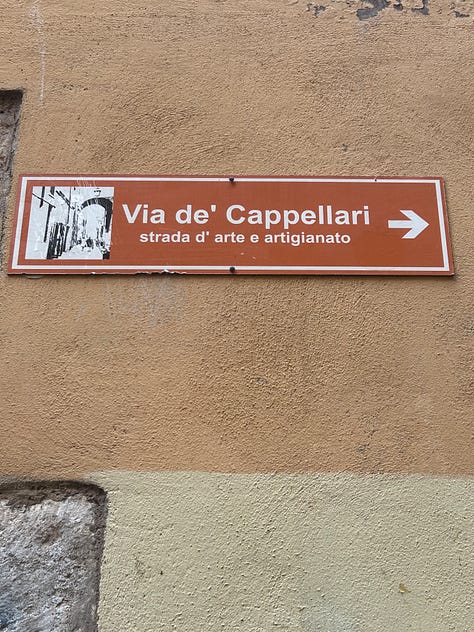 Via de' Cappellari
strada d' arte e artigianato